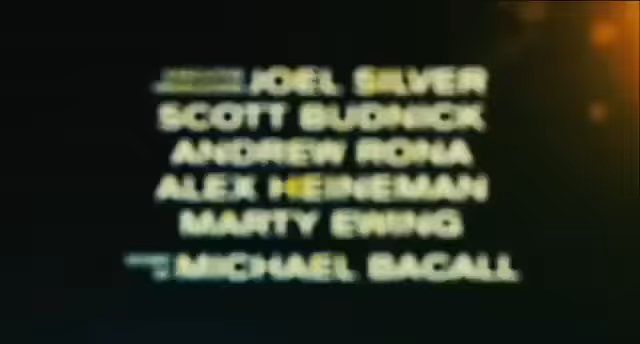 JOEL SILVER
SCOTT BUDNICK
ANDREW RONA
ALEX HEINEMAN
MARTY EWING
MICHAEL BACALL